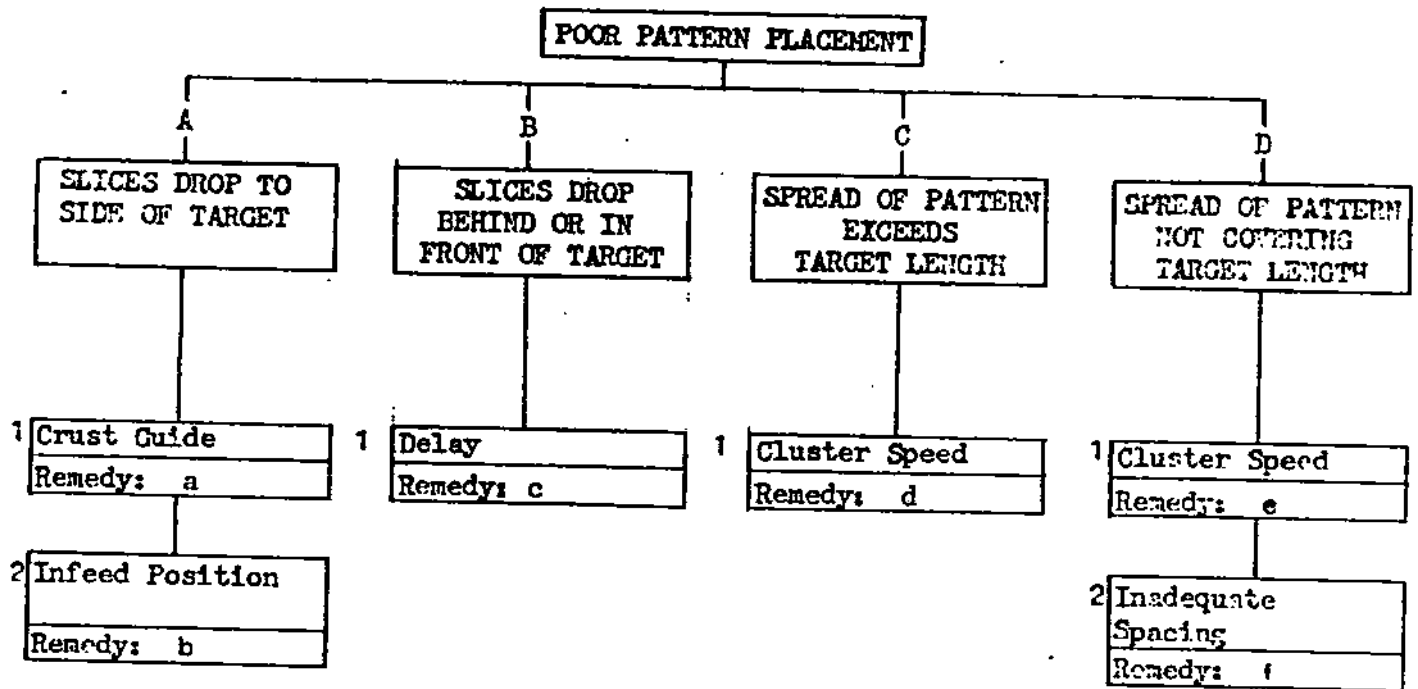 POOR PATTERN PLACEMENT
A
SLICES DROP TO
SIDE OF TARGET
1 Crust Guide
Remedy: a
2 Infeed Position
Remedy: b
B
SLICES DROP
BEHIND OR IN
FRONT OF TARGET
1 Delay
Remedy: c
C
SPREAD OF PATTERN
EXCEEDS
TARGET LENGTH
1 Cluster Speed
Remedy: d
D
SPREAD OF PATTERN
NOT COVERING
TARGET LENGTH
1 Cluster Speed
Remedy: e
2 Inadequate
Spacing
Remedy: f